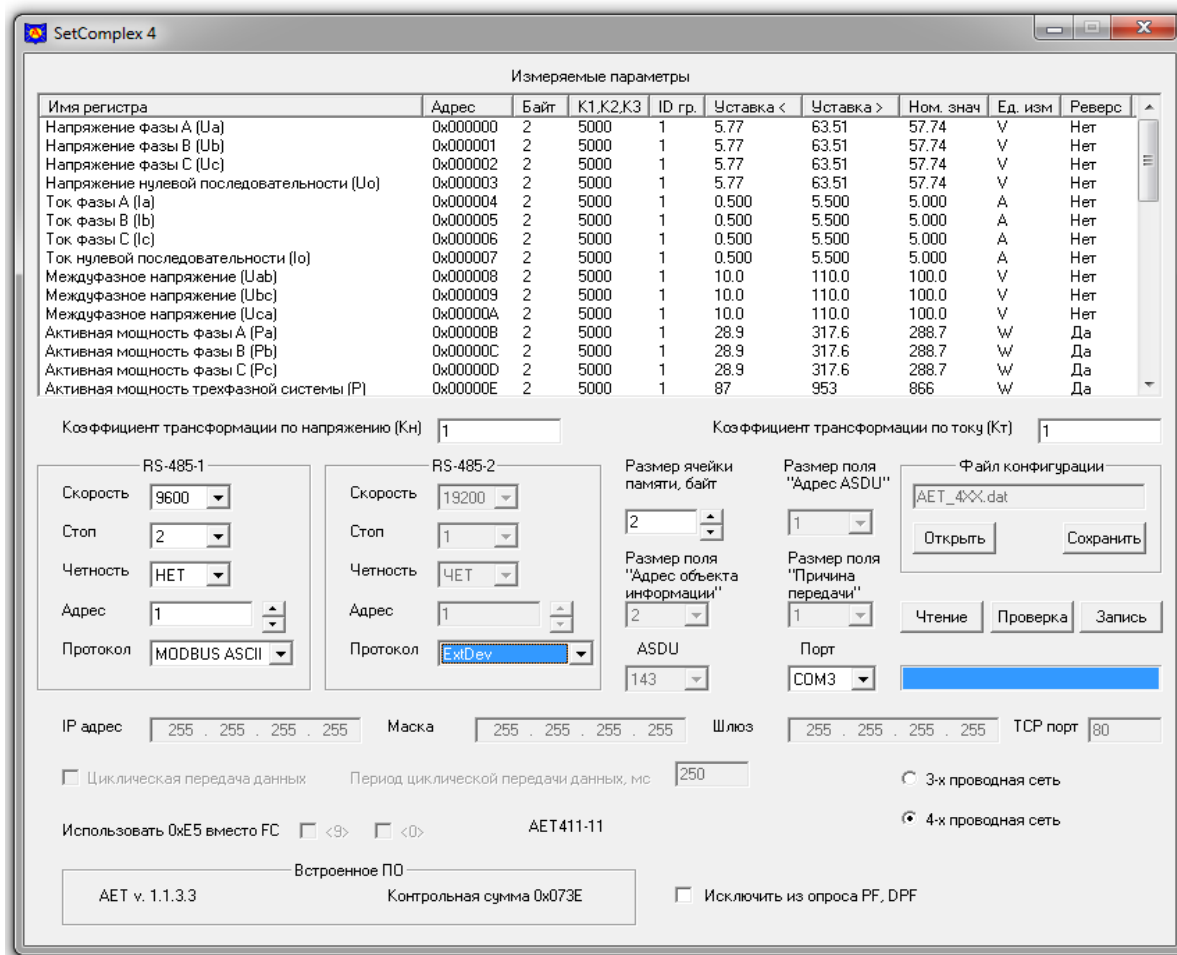 SetComplex 4
Измеряемые параметры
Имя регистра Адрес Байт K1,K2,K3 ID гр. Уставка < Уставка > Ном. знач Ед. изм Реверс
Напряжение фазы A (Ua) 0x000000 2 5000 1 5.77 63.51 57.74 V Нет
Напряжение фазы B (Ub) 0x000001 2 5000 1 5.77 63.51 57.74 V Нет
Напряжение фазы C (Uc) 0x000002 2 5000 1 5.77 63.51 57.74 V Нет
Напряжение нулевой последовательности (Uo) 0x000003 2 5000 1 5.77 63.51 57.74 V Нет
Ток фазы A (Ia) 0x000004 2 5000 1 0.500 5.500 5.000 A Нет
Ток фазы B (Ib) 0x000005 2 5000 1 0.500 5.500 5.000 A Нет
Ток фазы C (Ic) 0x000006 2 5000 1 0.500 5.500 5.000 A Нет
Ток нулевой последовательности (Io) 0x000007 2 5000 1 0.500 5.500 5.000 A Нет
Междуфазное напряжение (Uab) 0x000008 2 5000 1 10.0 110.0 100.0 V Нет
Междуфазное напряжение (Ubc) 0x000009 2 5000 1 10.0 110.0 100.0 V Нет
Междуфазное напряжение (Uca) 0x00000A 2 5000 1 10.0 110.0 100.0 V Нет
Активная мощность фазы A (Pa) 0x00000B 2 5000 1 28.9 317.6 288.7 W Да
Активная мощность фазы B (Pb) 0x00000C 2 5000 1 28.9 317.6 288.7 W Да
Активная мощность фазы C (Pc) 0x00000D 2 5000 1 28.9 317.6 288.7 W Да
Активная мощность трехфазной системы (P) 0x00000E 2 5000 1 87 953 866 W Да
Коэффициент трансформации по напряжению (Кн) 1 Коэффициент трансформации по току (Кт) 1
RS-485-1
Скорость 9600
Стоп 2
Четность НЕТ
Адрес 1
Протокол MODBUS ASCII
RS-485-2
Скорость 19200
Стоп 1
Четность ЧЕТ
Адрес 1
Протокол ExtDev
Размер ячейки
памяти, байт
2
Размер поля
"Адрес объекта
информации"
2
ASDU
143
Размер поля
"Адрес ASDU"
1
Размер поля
"Причина
передачи"
1
Порт
COM3
Файл конфигурации
AET_4XX.dat
Открыть Сохранить
Чтение Проверка Запись
IP адрес 255 . 255 . 255 . 255 Маска 255 . 255 . 255 . 255 Шлюз 255 . 255 . 255 . 255 TCP порт 80
Циклическая передача данных Период циклической передачи данных, мс 250
3-х проводная сеть
4-х проводная сеть
Использовать 0xE5 вместо FC <9> <0> AET411-11
Встроенное ПО
AET v. 1.1.3.3 Контрольная сумма 0x073E
Исключить из опроса PF, DPF